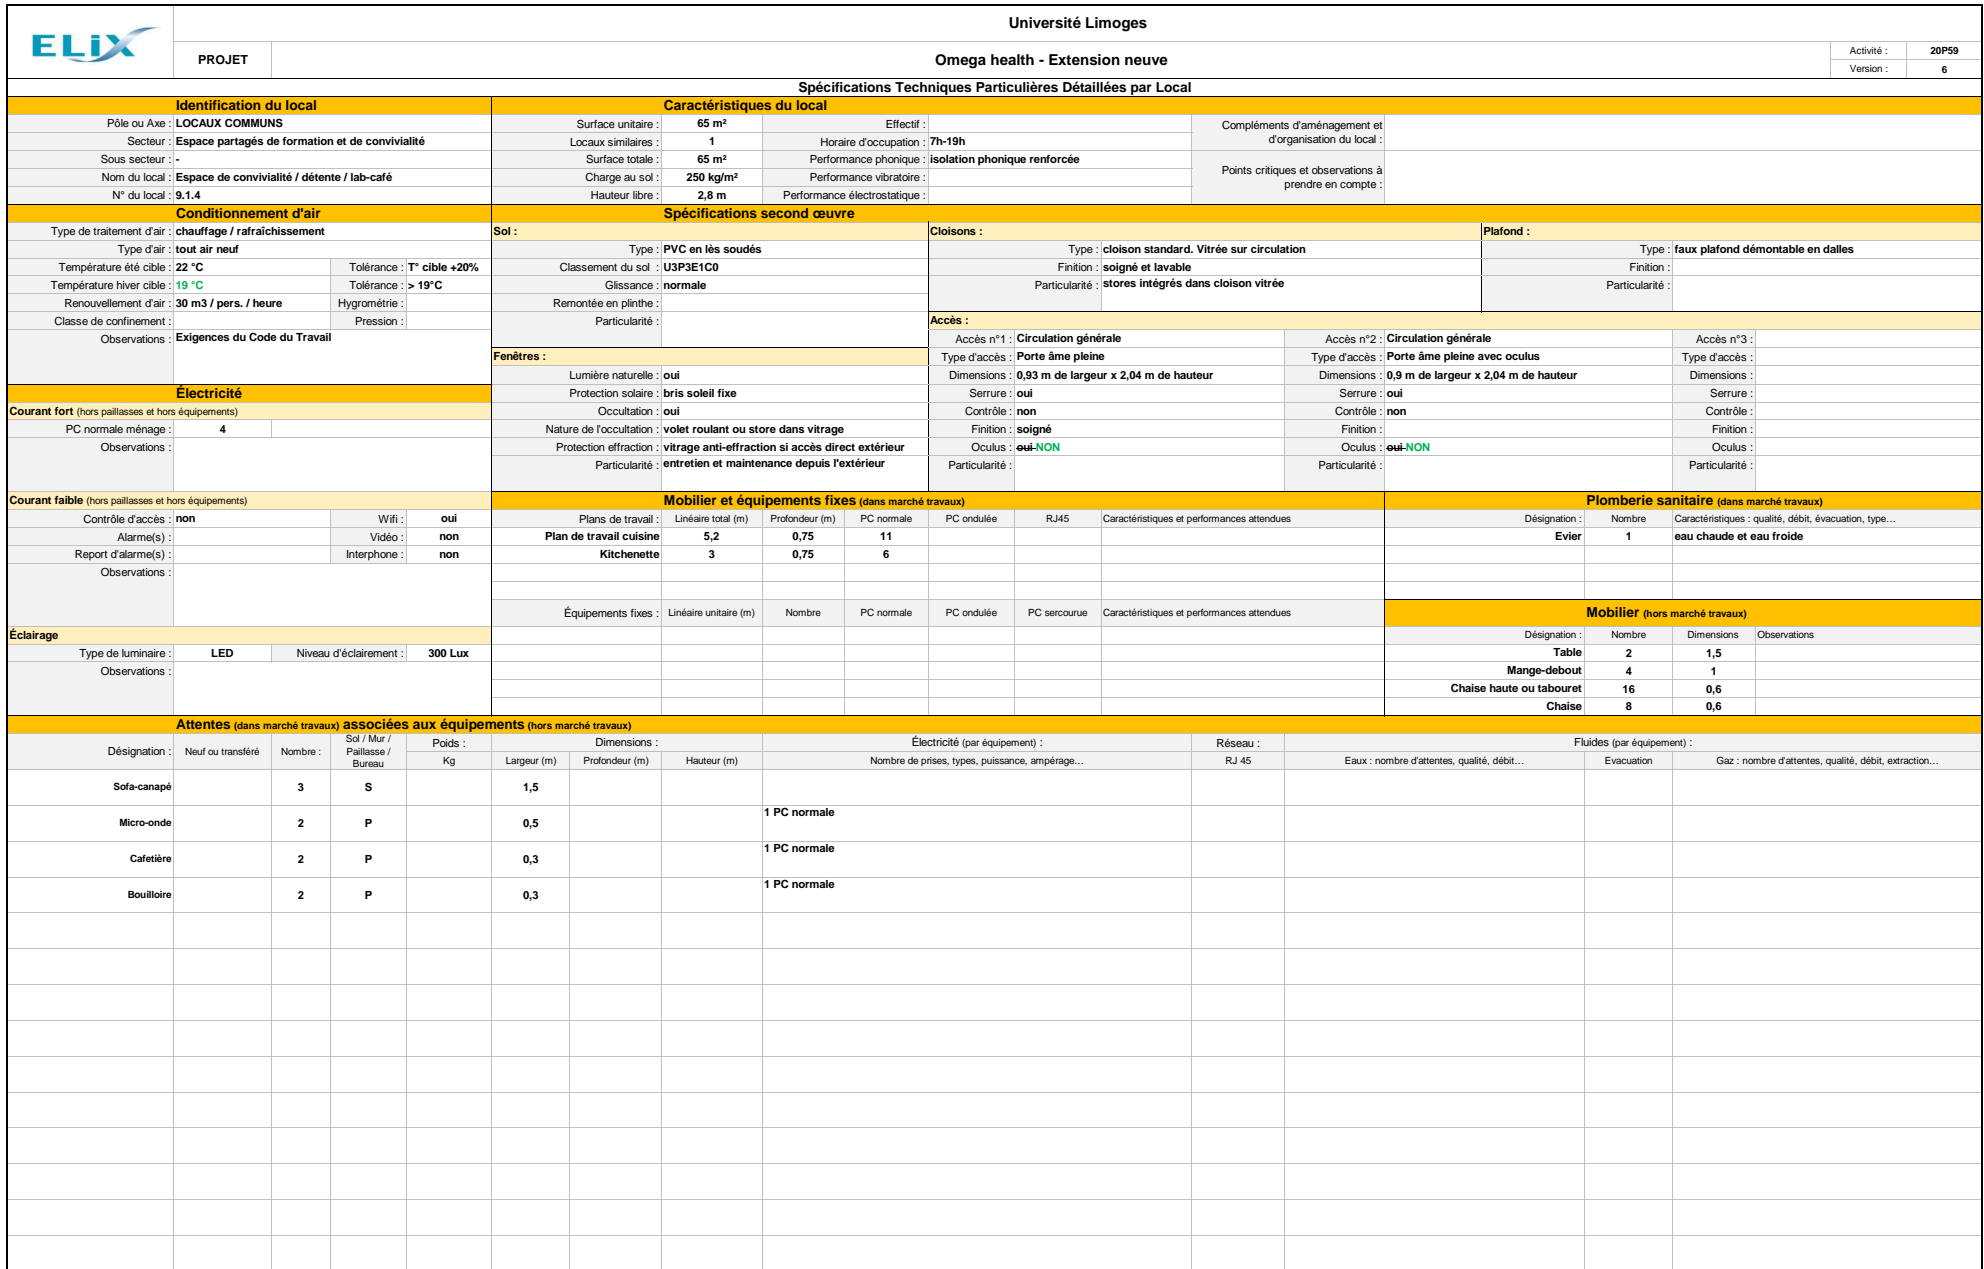 ELiX
Université Limoges
PROJET
Omega health - Extension neuve
Activité : 20P59
Version : 6
Spécifications Techniques Particulières Détaillées par Local
Identification du local
Pôle ou Axe : LOCAUX COMMUNS
Secteur : Espace partagés de formation et de convivialité
Sous secteur : -
Nom du local : Espace de convivialité / détente / lab-café
N° du local : 9.1.4
Caractéristiques du local
Surface unitaire : 65 m² Effectif :
Locaux similaires : 1 Horaire d'occupation : 7h-19h
Surface totale : 65 m² Performance phonique : isolation phonique renforcée
Charge au sol : 250 kg/m² Performance vibratoire :
Hauteur libre : 2,8 m Performance électrostatique :
Compléments d'aménagement et
d'organisation du local :
Points critiques et observations à
prendre en compte :
Conditionnement d'air
Type de traitement d'air : chauffage / rafraîchissement
Type d'air : tout air neuf
Température été cible : 22 °C Tolérance : T° cible +20%
Température hiver cible : 19 °C Tolérance : > 19°C
Renouvellement d'air : 30 m3 / pers. / heure Hygrométrie :
Classe de confinement : Pression :
Observations : Exigences du Code du Travail
Électricité
Courant fort (hors paillasses et hors équipements)
PC normale ménage : 4
Observations :
Courant faible (hors paillasses et hors équipements)
Contrôle d'accès : non Wifi : oui
Alarme(s) : Vidéo : non
Report d'alarme(s) : Interphone : non
Observations :
Éclairage
Type de luminaire : LED Niveau d'éclairement : 300 Lux
Observations :
Spécifications second œuvre
Sol :
Type : PVC en lès soudés
Classement du sol : U3P3E1C0
Glissance : normale
Remontée en plinthe :
Particularité :
Fenêtres :
Lumière naturelle : oui
Protection solaire : bris soleil fixe
Occultation : oui
Nature de l'occultation : volet roulant ou store dans vitrage
Protection effraction : vitrage anti-effraction si accès direct extérieur
Particularité : entretien et maintenance depuis l'extérieur
Cloisons :
Type : cloison standard. Vitrée sur circulation
Finition : soigné et lavable
Particularité : stores intégrés dans cloison vitrée
Plafond :
Type : faux plafond démontable en dalles
Finition :
Particularité :
Accès :
Accès n°1 : Circulation générale Accès n°2 : Circulation générale Accès n°3 :
Type d'accès : Porte âme pleine Type d'accès : Porte âme pleine avec oculus Type d'accès :
Dimensions : 0,93 m de largeur x 2,04 m de hauteur Dimensions : 0,9 m de largeur x 2,04 m de hauteur Dimensions :
Serrure : oui Serrure : oui Serrure :
Contrôle : non Contrôle : non Contrôle :
Finition : soigné Finition : Finition :
Oculus : oui NON Oculus : oui NON Oculus :
Particularité : Particularité : Particularité :
Mobilier et équipements fixes (dans marché travaux)
Plans de travail : Linéaire total (m) Profondeur (m) PC normale PC ondulée RJ45 Caractéristiques et performances attendues
Plan de travail cuisine 5,2 0,75 11
Kitchenette 3 0,75 6
Équipements fixes : Linéaire unitaire (m) Nombre PC normale PC ondulée PC sercourue Caractéristiques et performances attendues
Plomberie sanitaire (dans marché travaux)
Désignation : Nombre Caractéristiques : qualité, débit, évacuation, type…
Evier 1 eau chaude et eau froide
Mobilier (hors marché travaux)
Désignation : Nombre Dimensions Observations
Table 2 1,5
Mange-debout 4 1
Chaise haute ou tabouret 16 0,6
Chaise 8 0,6
Attentes (dans marché travaux) associées aux équipements (hors marché travaux)
Désignation : Neuf ou transféré Nombre : Sol / Mur / Paillasse / Bureau Poids : Dimensions : Électricité (par équipement) : Réseau : Fluides (par équipement) :
Kg Largeur (m) Profondeur (m) Hauteur (m) Nombre de prises, types, puissance, ampérage… RJ 45 Eaux : nombre d'attentes, qualité, débit… Evacuation Gaz : nombre d'attentes, qualité, débit, extraction…
Sofa-canapé 3 S 1,5
Micro-onde 2 P 0,5 1 PC normale
Cafetière 2 P 0,3 1 PC normale
Bouilloire 2 P 0,3 1 PC normale